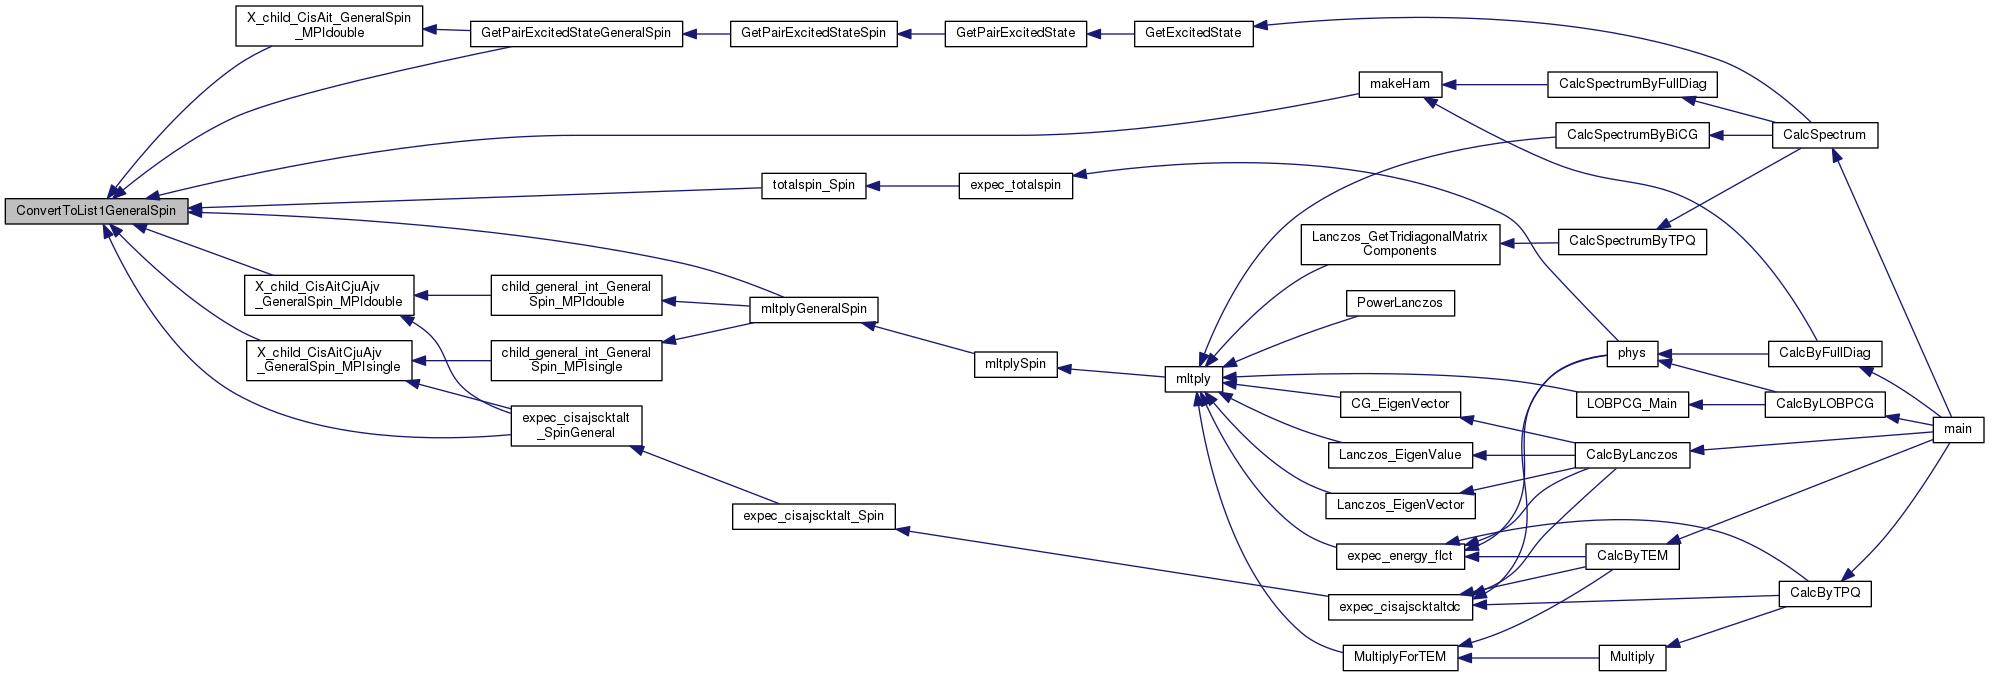 X_child_CisAit_GeneralSpin
_MPIdouble
GetPairExcitedStateGeneralSpin
GetPairExcitedStateSpin
GetPairExcitedState
GetExcitedState
makeHam
CalcSpectrumByFullDiag
CalcSpectrumByBiCG
CalcSpectrum
totalspin_Spin
expec_totalspin
ConvertToList1GeneralSpin
Lanczos_GetTridiagonalMatrix
Components
CalcSpectrumByTPQ
X_child_CisAitCjuAjv
_GeneralSpin_MPIdouble
child_general_int_General
Spin_MPIdouble
mltplyGeneralSpin
PowerLanczos
X_child_CisAitCjuAjv
_GeneralSpin_MPIsingle
child_general_int_General
Spin_MPIsingle
mltplySpin
mltply
phys
CalcByFullDiag
CG_EigenVector
LOBPCG_Main
CalcByLOBPCG
expec_cisajscktalt
_SpinGeneral
main
Lanczos_EigenValue
CalcByLanczos
Lanczos_EigenVector
expec_cisajscktalt_Spin
expec_energy_flct
CalcByTEM
expec_cisajscktaltdc
CalcByTPQ
MultiplyForTEM
Multiply